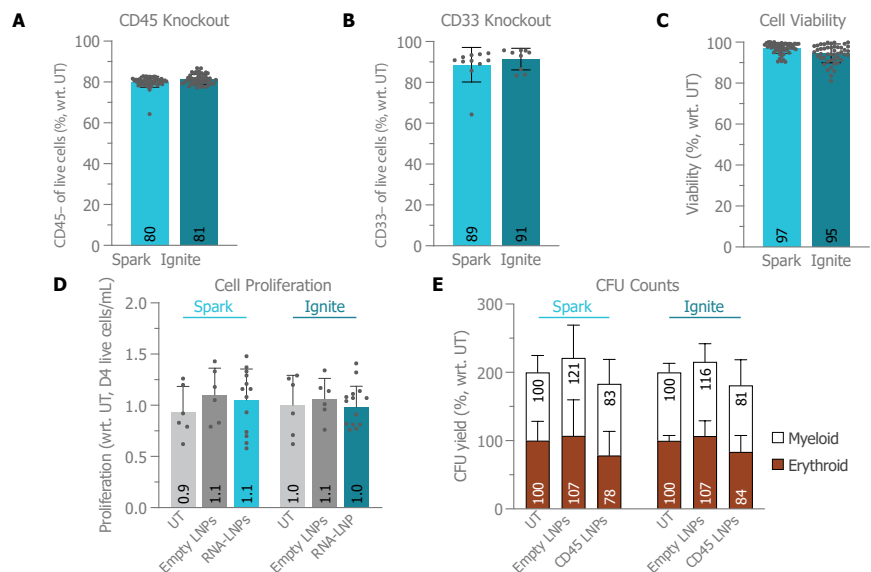 A
CD45 Knockout
CD45– of live cells (%, wrt. UT)
100
80
60
40
20
0
80
81
Spark Ignite
B
CD33 Knockout
CD33– of live cells (%, wrt. UT)
100
80
60
40
20
0
89
91
Spark Ignite
C
Cell Viability
Viability (%, wrt. UT)
100
80
60
40
20
0
97
95
Spark Ignite
D
Cell Proliferation
Spark
Ignite
Proliferation (wrt. UT, D4 live cells/mL)
2.0
1.5
1.0
0.5
0.0
0.9
1.1
1.1
1.0
1.1
1.0
UT
Empty LNPs
RNA-LNPs
UT
Empty LNPs
RNA-LNP
E
CFU Counts
Spark
Ignite
CFU yield (%, wrt. UT)
300
200
100
0
100
121
83
100
116
81
100
107
78
100
107
84
UT
Empty LNPs
CD45 LNPs
UT
Empty LNPs
CD45 LNPs
Myeloid
Erythroid